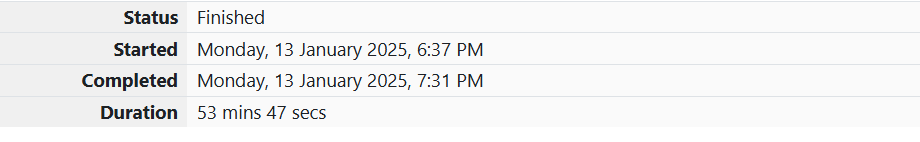 Status Finished
Started Monday, 13 January 2025, 6:37 PM
Completed Monday, 13 January 2025, 7:31 PM
Duration 53 mins 47 secs